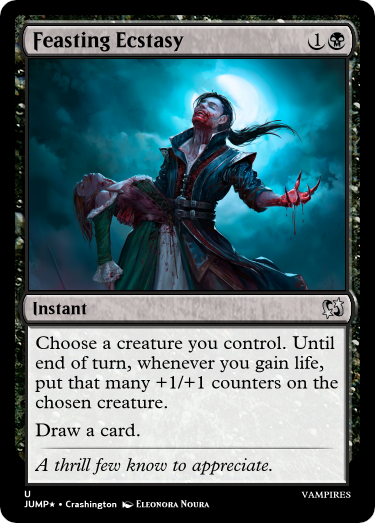 Feasting Ecstasy 1
Instant
Choose a creature you control. Until
end of turn, whenever you gain life,
put that many +1/+1 counters on the
chosen creature.
Draw a card.
A thrill few know to appreciate.
U VAMPIRES
JUMP★ • Crashington Eleonora Noura